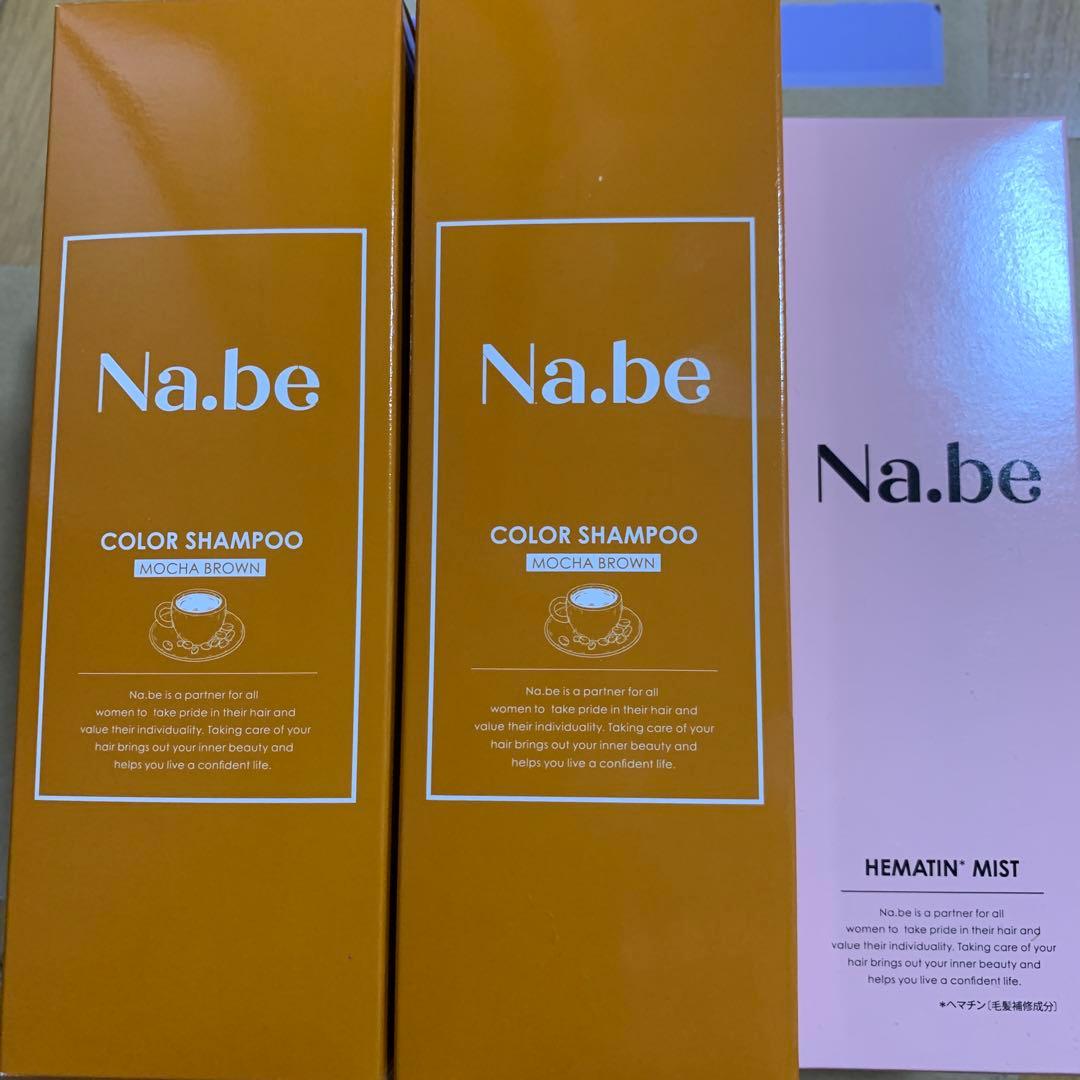 Na.be
COLOR SHAMPOO
MOCHA BROWN
Na.be is a partner for all
women to take pride in their hair and
value their individuality. Taking care of your
hair brings out your inner beauty and
helps you live a confident life.
Na.be
COLOR SHAMPOO
MOCHA BROWN
Na.be is a partner for all
women to take pride in their hair and
value their individuality. Taking care of your
hair brings out your inner beauty and
helps you live a confident life.
Na.be
HEMATIN* MIST
Na.be is a partner for all
women to take pride in their hair and
value their individuality. Taking care of your
hair brings out your inner beauty and
helps you live a confident life.
*ヘマチン〔毛髪補修成分〕